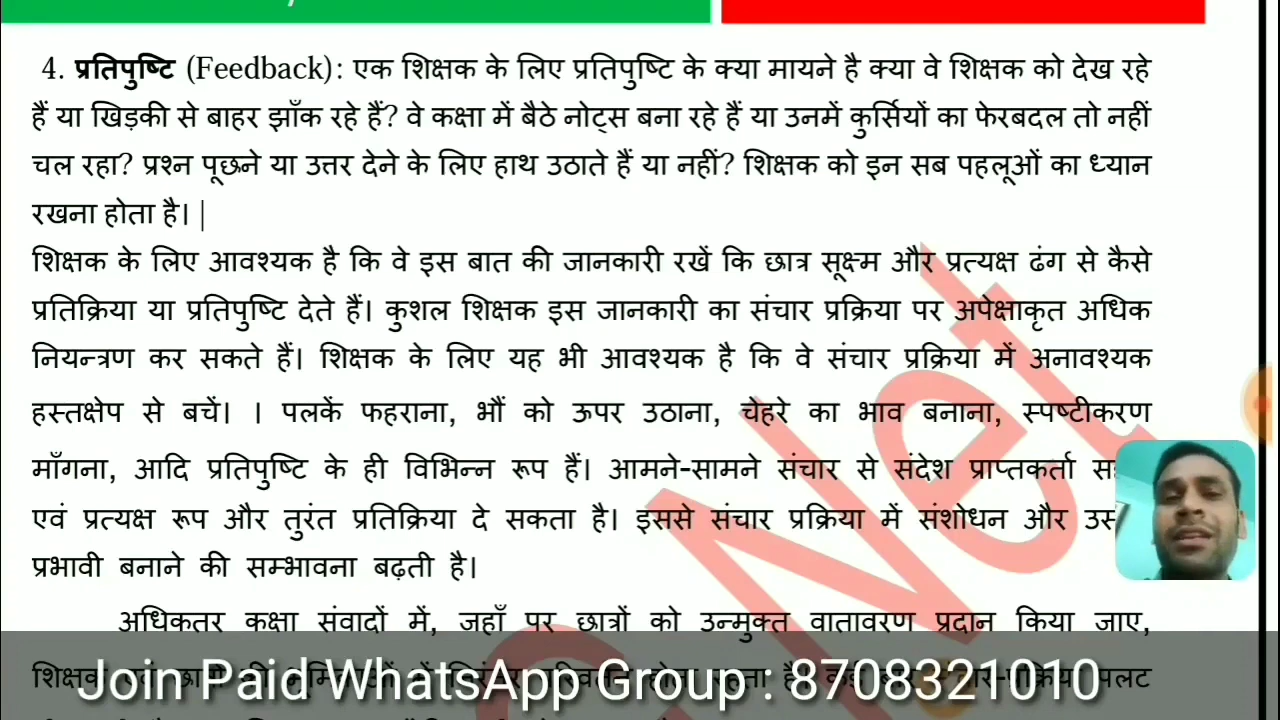 4. प्रतिपुष्टि (Feedback): एक शिक्षक के लिए प्रतिपुष्टि के क्या मायने है क्या वे शिक्षक को देख रहे
हैं या खिड़की से बाहर झाँक रहे हैं? वे कक्षा में बैठे नोट्स बना रहे हैं या उनमें कुर्सियों का फेरबदल तो नहीं
चल रहा? प्रश्न पूछने या उत्तर देने के लिए हाथ उठाते हैं या नहीं? शिक्षक को इन सब पहलूओं का ध्यान
रखना होता है। |
शिक्षक के लिए आवश्यक है कि वे इस बात की जानकारी रखें कि छात्र सूक्ष्म और प्रत्यक्ष ढंग से कैसे
प्रतिक्रिया या प्रतिपुष्टि देते हैं। कुशल शिक्षक इस जानकारी का संचार प्रक्रिया पर अपेक्षाकृत अधिक
नियन्त्रण कर सकते हैं। शिक्षक के लिए यह भी आवश्यक है कि वे संचार प्रक्रिया में अनावश्यक
हस्तक्षेप से बचें। । पलकें फहराना, भौं को ऊपर उठाना, चेहरे का भाव बनाना, स्पष्टीकरण
माँगना, आदि प्रतिपुष्टि के ही विभिन्न रूप हैं। आमने-सामने संचार से संदेश प्राप्तकर्ता
एवं प्रत्यक्ष रूप और तुरंत प्रतिक्रिया दे सकता है। इससे संचार प्रक्रिया में संशोधन और
प्रभावी बनाने की सम्भावना बढ़ती है।
अधिकतर कक्षा संवादों में, जहाँ पर छात्रों को उन्मुक्त वातावरण प्रदान किया जाए,
शिक्षक पलट
Join Paid WhatsApp Group : 8708321010
Net